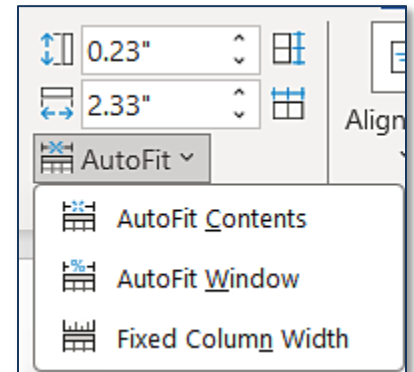 0.23"
2.33"
Align
AutoFit
AutoFit Contents
AutoFit Window
Fixed Column Width